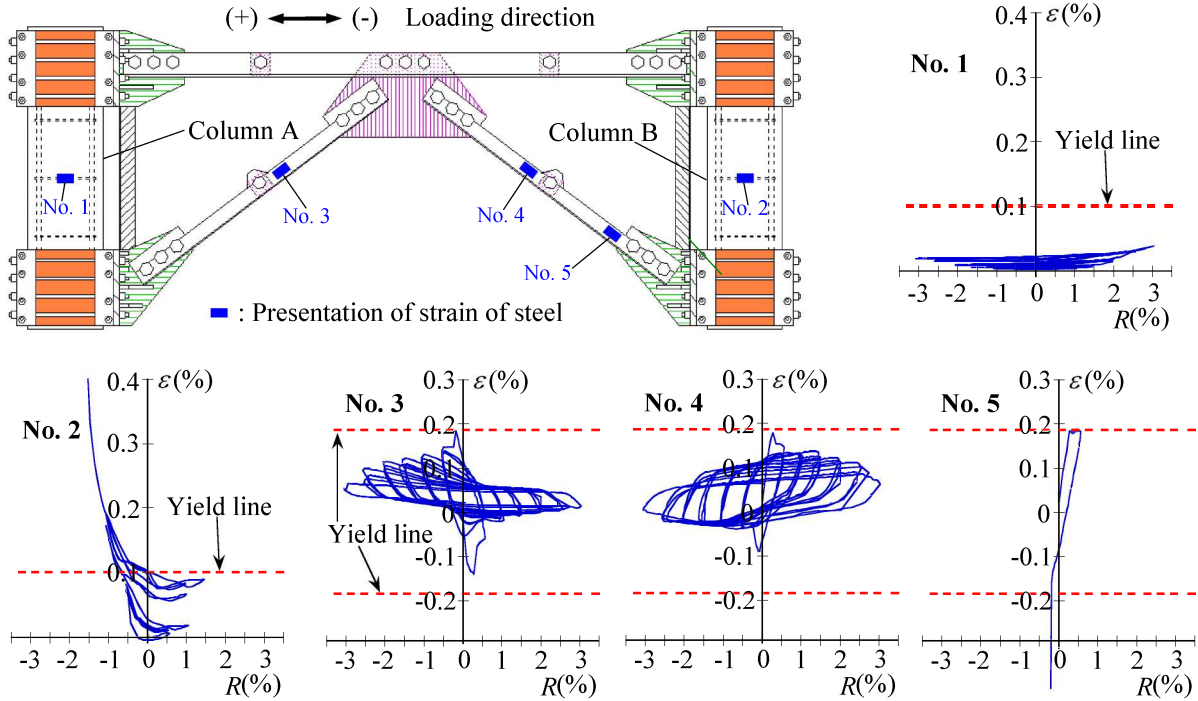 (+) (-) Loading direction
Column A
Column B
No. 1
No. 3
No. 4
No. 2
No. 5
: Presentation of strain of steel
No. 1
ε(%)
0.4
0.3
0.2
Yield line
0.1
-3 -2 -1 0 1 2 3
R(%)
No. 2
ε(%)
0.4
0.3
0.2
Yield line
0.1
-3 -2 -1 0 1 2 3
R(%)
No. 3
ε(%)
0.3
0.2
0.1
0
Yield line
-0.1
-0.2
-3 -2 -1 0 1 2 3
R(%)
No. 4
ε(%)
0.3
0.2
0.1
0
-0.1
-0.2
-3 -2 -1 0 1 2 3
R(%)
No. 5
ε(%)
0.3
0.2
0.1
0
-0.1
-0.2
-3 -2 -1 0 1 2 3
R(%)